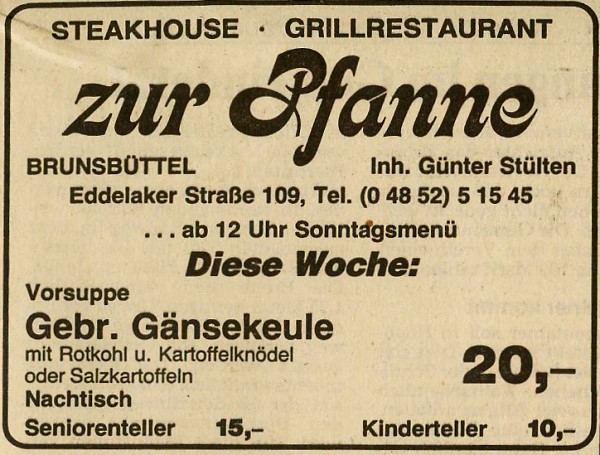 STEAKHOUSE · GRILLRESTAURANT
zur Pfanne
BRUNSBÜTTEL Inh. Günter Stülten
Eddelaker Straße 109, Tel. (0 48 52) 5 15 45
...ab 12 Uhr Sonntagsmenü
Diese Woche:
Vorsuppe
Gebr. Gänsekeule
mit Rotkohl u. Kartoffelknödel
oder Salzkartoffeln 20,–
Nachtisch
Seniorenteller 15,– Kinderteller 10,–